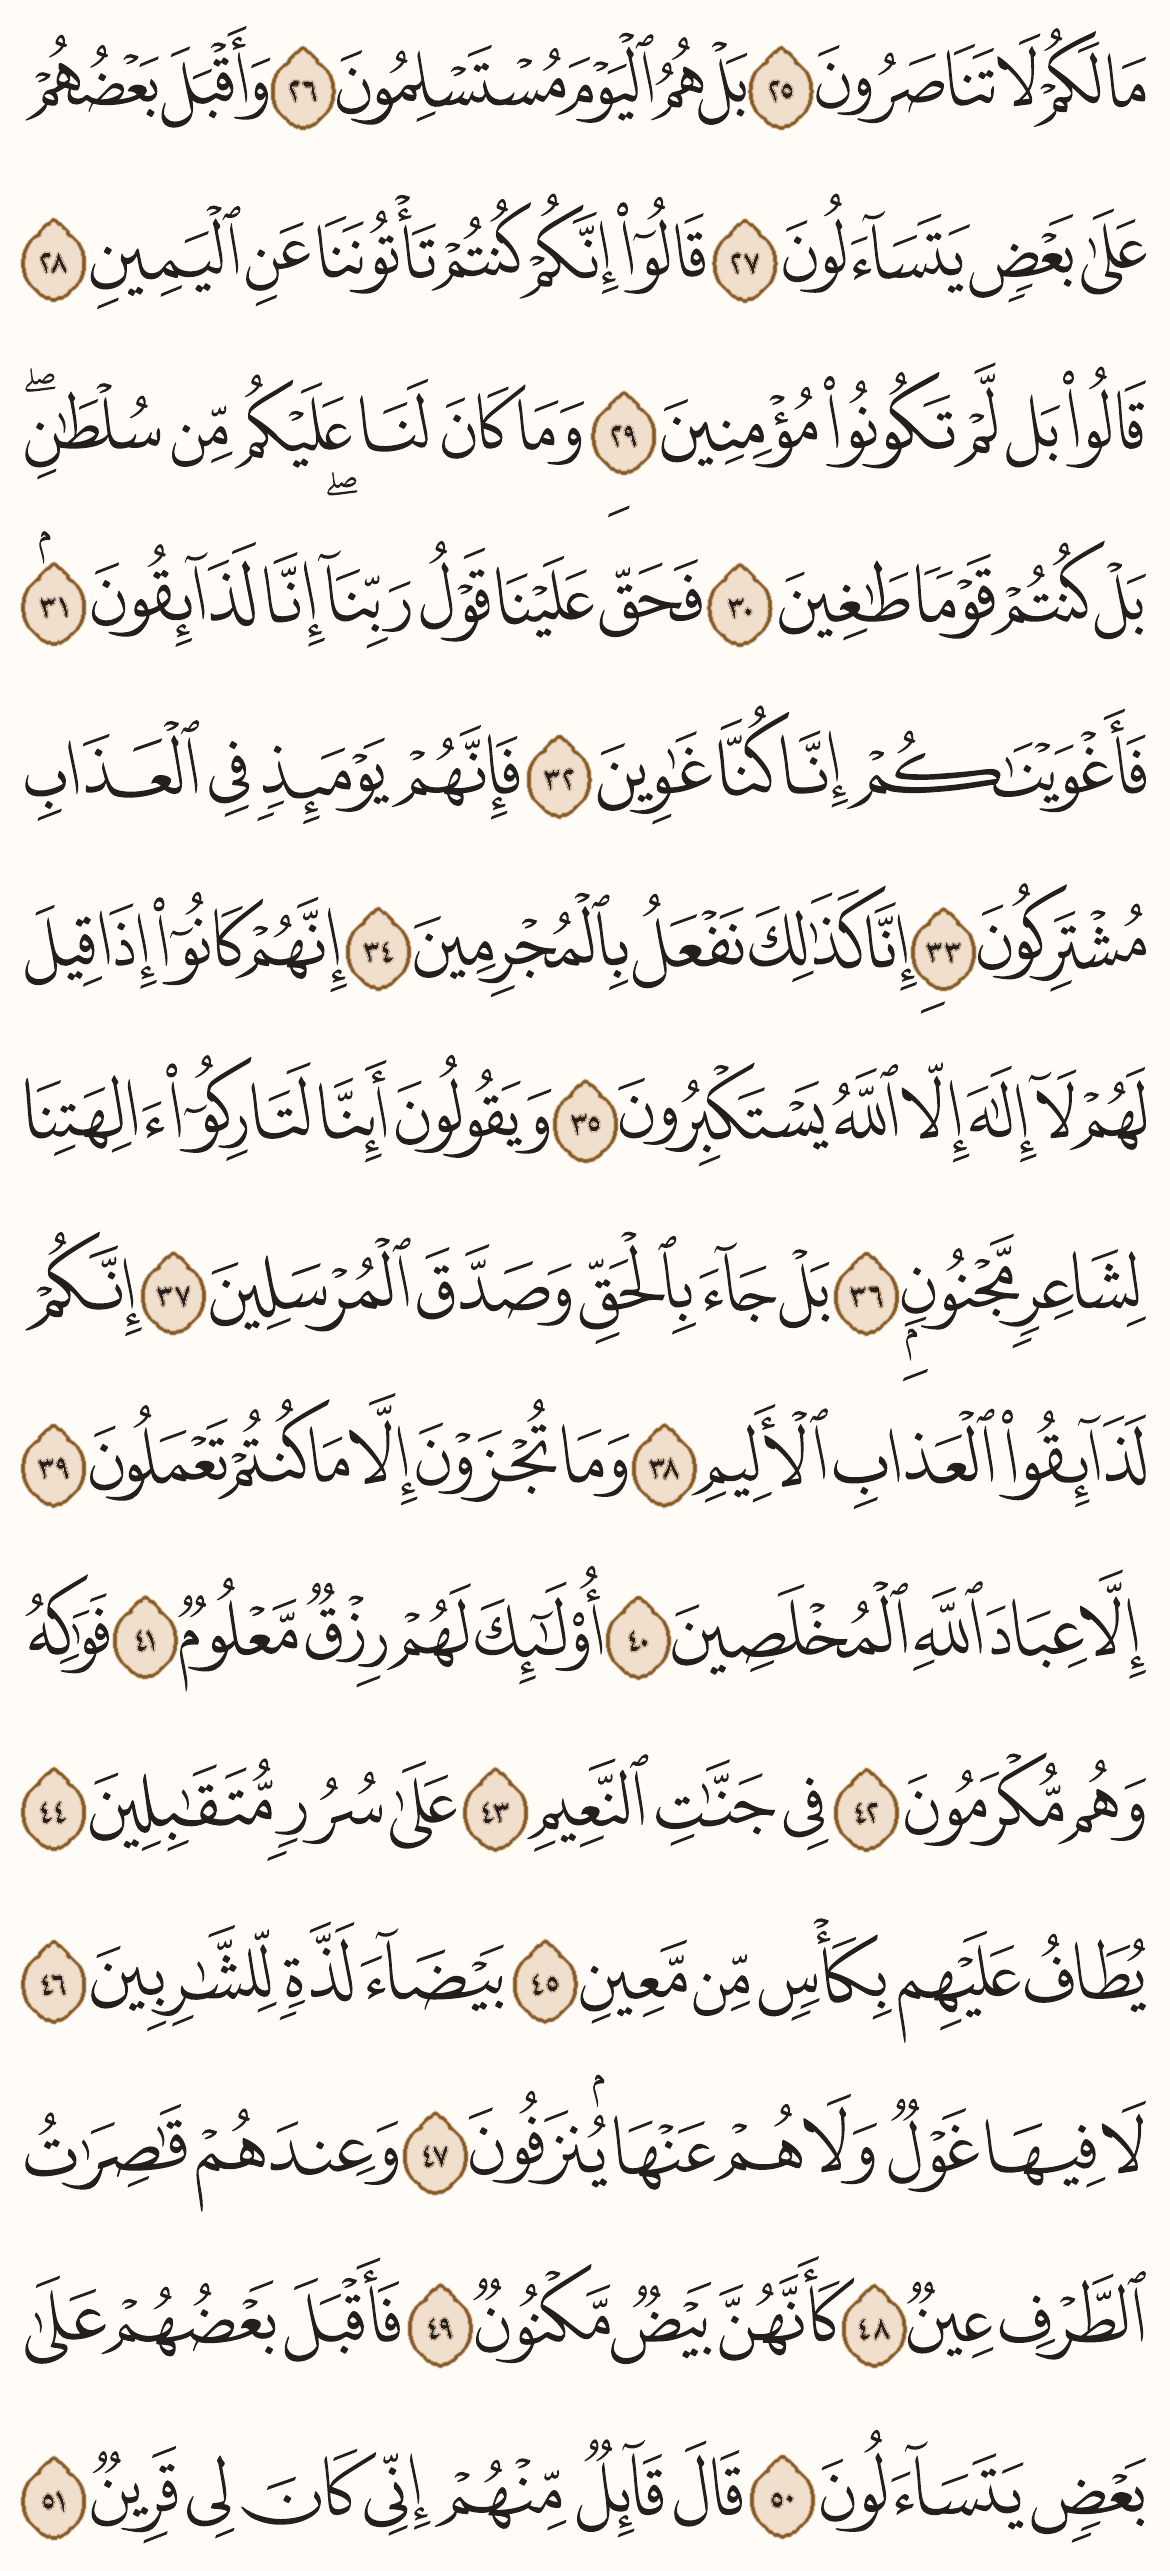 مَا لَكُمْ لَا تَنَاصَرُونَ ٢٥ بَلْ هُمُ ٱلْيَوْمَ مُسْتَسْلِمُونَ ٢٦ وَأَقْبَلَ بَعْضُهُمْ
عَلَىٰ بَعْضٍ يَتَسَآءَلُونَ ٢٧ قَالُوٓا۟ إِنَّكُمْ كُنتُمْ تَأْتُونَنَا عَنِ ٱلْيَمِينِ ٢٨
قَالُوا۟ بَل لَّمْ تَكُونُوا۟ مُؤْمِنِينَ ٢٩ وَمَا كَانَ لَنَا عَلَيْكُم مِّن سُلْطَٰنٍۭ ۖ
بَلْ كُنتُمْ قَوْمًا طَٰغِينَ ٣٠ فَحَقَّ عَلَيْنَا قَوْلُ رَبِّنَآ إِنَّا لَذَآئِقُونَ ٣١
فَأَغْوَيْنَٰكُمْ إِنَّا كُنَّا غَٰوِينَ ٣٢ فَإِنَّهُمْ يَوْمَئِذٍ فِى ٱلْعَذَابِ
مُشْتَرِكُونَ ٣٣ إِنَّا كَذَٰلِكَ نَفْعَلُ بِٱلْمُجْرِمِينَ ٣٤ إِنَّهُمْ كَانُوٓا۟ إِذَا قِيلَ
لَهُمْ لَآ إِلَٰهَ إِلَّا ٱللَّهُ يَسْتَكْبِرُونَ ٣٥ وَيَقُولُونَ أَئِنَّا لَتَارِكُوٓا۟ ءَالِهَتِنَا
لِشَاعِرٍ مَّجْنُونٍۭ ٣٦ بَلْ جَآءَ بِٱلْحَقِّ وَصَدَّقَ ٱلْمُرْسَلِينَ ٣٧ إِنَّكُمْ
لَذَآئِقُوا۟ ٱلْعَذَابِ ٱلْأَلِيمِ ٣٨ وَمَا تُجْزَوْنَ إِلَّا مَا كُنتُمْ تَعْمَلُونَ ٣٩
إِلَّا عِبَادَ ٱللَّهِ ٱلْمُخْلَصِينَ ٤٠ أُو۟لَٰٓئِكَ لَهُمْ رِزْقٌ مَّعْلُومٌ ٤١ فَوَٰكِهُ
وَهُم مُّكْرَمُونَ ٤٢ فِى جَنَّٰتِ ٱلنَّعِيمِ ٤٣ عَلَىٰ سُرُرٍ مُّتَقَٰبِلِينَ ٤٤
يُطَافُ عَلَيْهِم بِكَأْسٍ مِّن مَّعِينٍۭ ٤٥ بَيْضَآءَ لَذَّةٍ لِّلشَّٰرِبِينَ ٤٦
لَا فِيهَا غَوْلٌ وَلَا هُمْ عَنْهَا يُنزَفُونَ ٤٧ وَعِندَهُمْ قَٰصِرَٰتُ
ٱلطَّرْفِ عِينٌ ٤٨ كَأَنَّهُنَّ بَيْضٌ مَّكْنُونٌ ٤٩ فَأَقْبَلَ بَعْضُهُمْ عَلَىٰ
بَعْضٍ يَتَسَآءَلُونَ ٥٠ قَالَ قَآئِلٌ مِّنْهُمْ إِنِّى كَانَ لِى قَرِينٌ ٥١